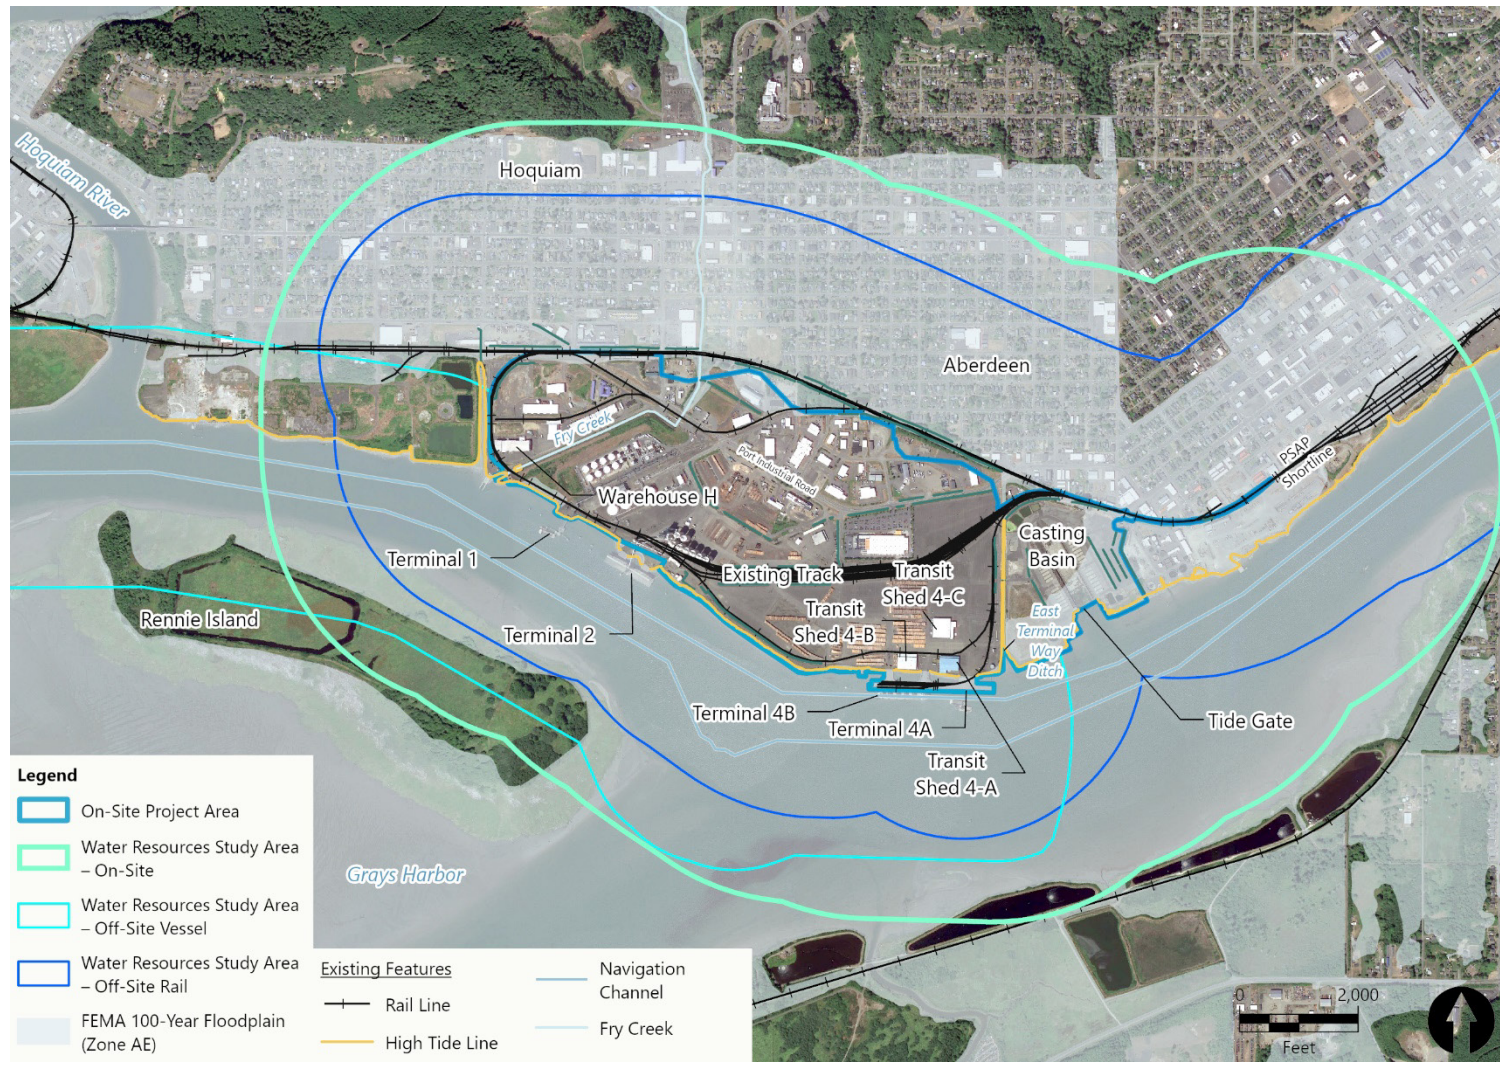 Hoquiam River
Hoquiam
Aberdeen
PSAP
Shortline
Fry Creek
Port Industrial Road
Warehouse H
Casting
Basin
Terminal 1
Existing Track
Transit
Shed 4-C
Transit
Shed 4-B
Rennie Island
Terminal 2
East
Terminal
Way
Ditch
Terminal 4B
Terminal 4A
Tide Gate
Transit
Shed 4-A
Grays Harbor
Legend
On-Site Project Area
Water Resources Study Area
– On-Site
Water Resources Study Area
– Off-Site Vessel
Water Resources Study Area
– Off-Site Rail
FEMA 100-Year Floodplain
(Zone AE)
Existing Features
Rail Line
High Tide Line
Navigation
Channel
Fry Creek
0 2,000
Feet